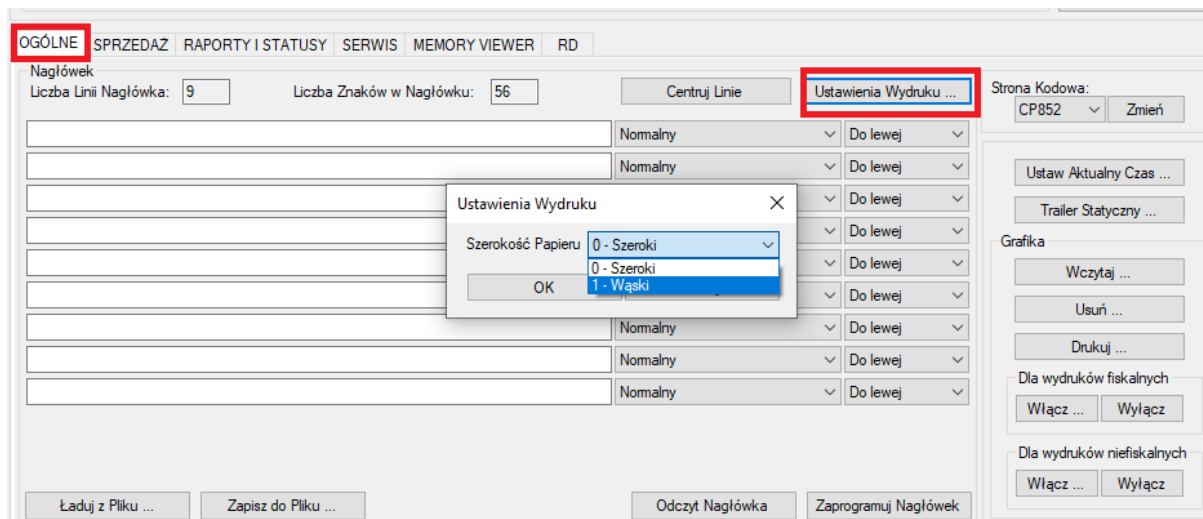 OGÓLNE SPRZEDAŻ RAPORTY I STATUSY SERWIS MEMORY VIEWER RD
Nagłówek
Liczba Linii Nagłówka: 9 Liczba Znaków w Nagłówku: 56 Centruj Linie Ustawienia Wydruku ...
Strona Kodowa:
CP852 Zmień
Normalny Do lewej
Normalny Do lewej
Do lewej
Do lewej
Do lewej
Do lewej
Normalny Do lewej
Normalny Do lewej
Normalny Do lewej
Ustawienia Wydruku
Szerokość Papieru 0 - Szeroki
0 - Szeroki
1 - Wąski
OK
Ustaw Aktualny Czas ...
Trailer Statyczny ...
Grafika
Wczytaj ...
Usuń ...
Drukuj ...
Dla wydruków fiskalnych
Włącz ... Wyłącz
Dla wydruków niefiskalnych
Włącz ... Wyłącz
Ładuj z Pliku ... Zapisz do Pliku ... Odczyt Nagłówka Zaprogramuj Nagłówek